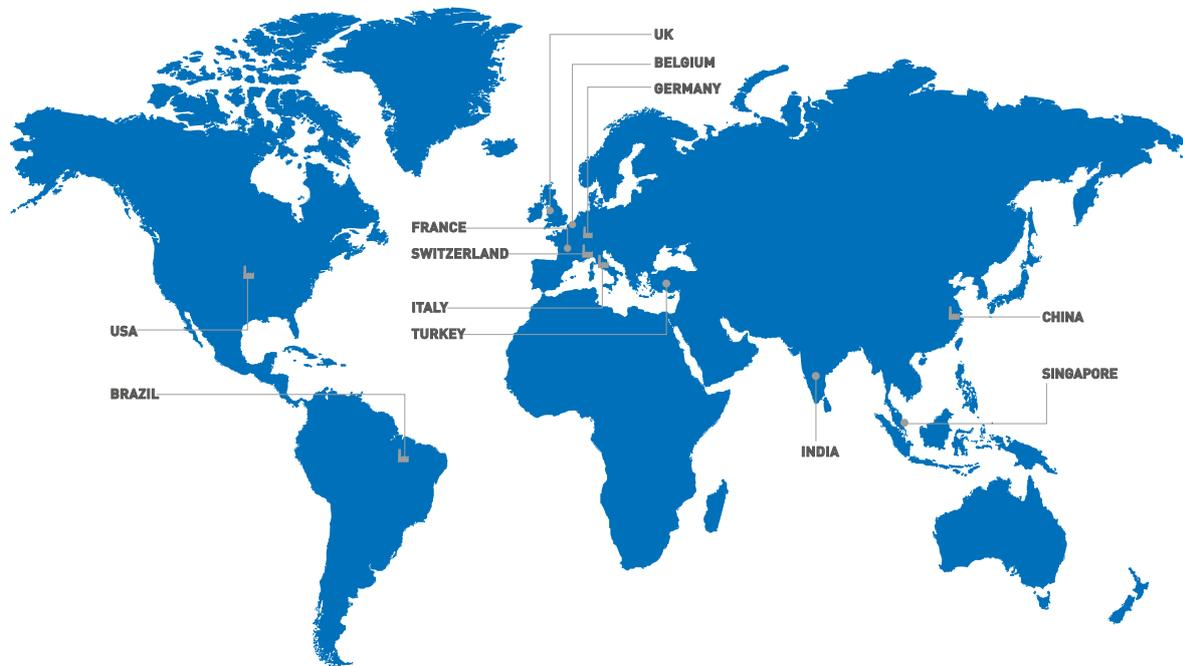 UK
BELGIUM
GERMANY
FRANCE
SWITZERLAND
ITALY
TURKEY
USA
BRAZIL
CHINA
SINGAPORE
INDIA